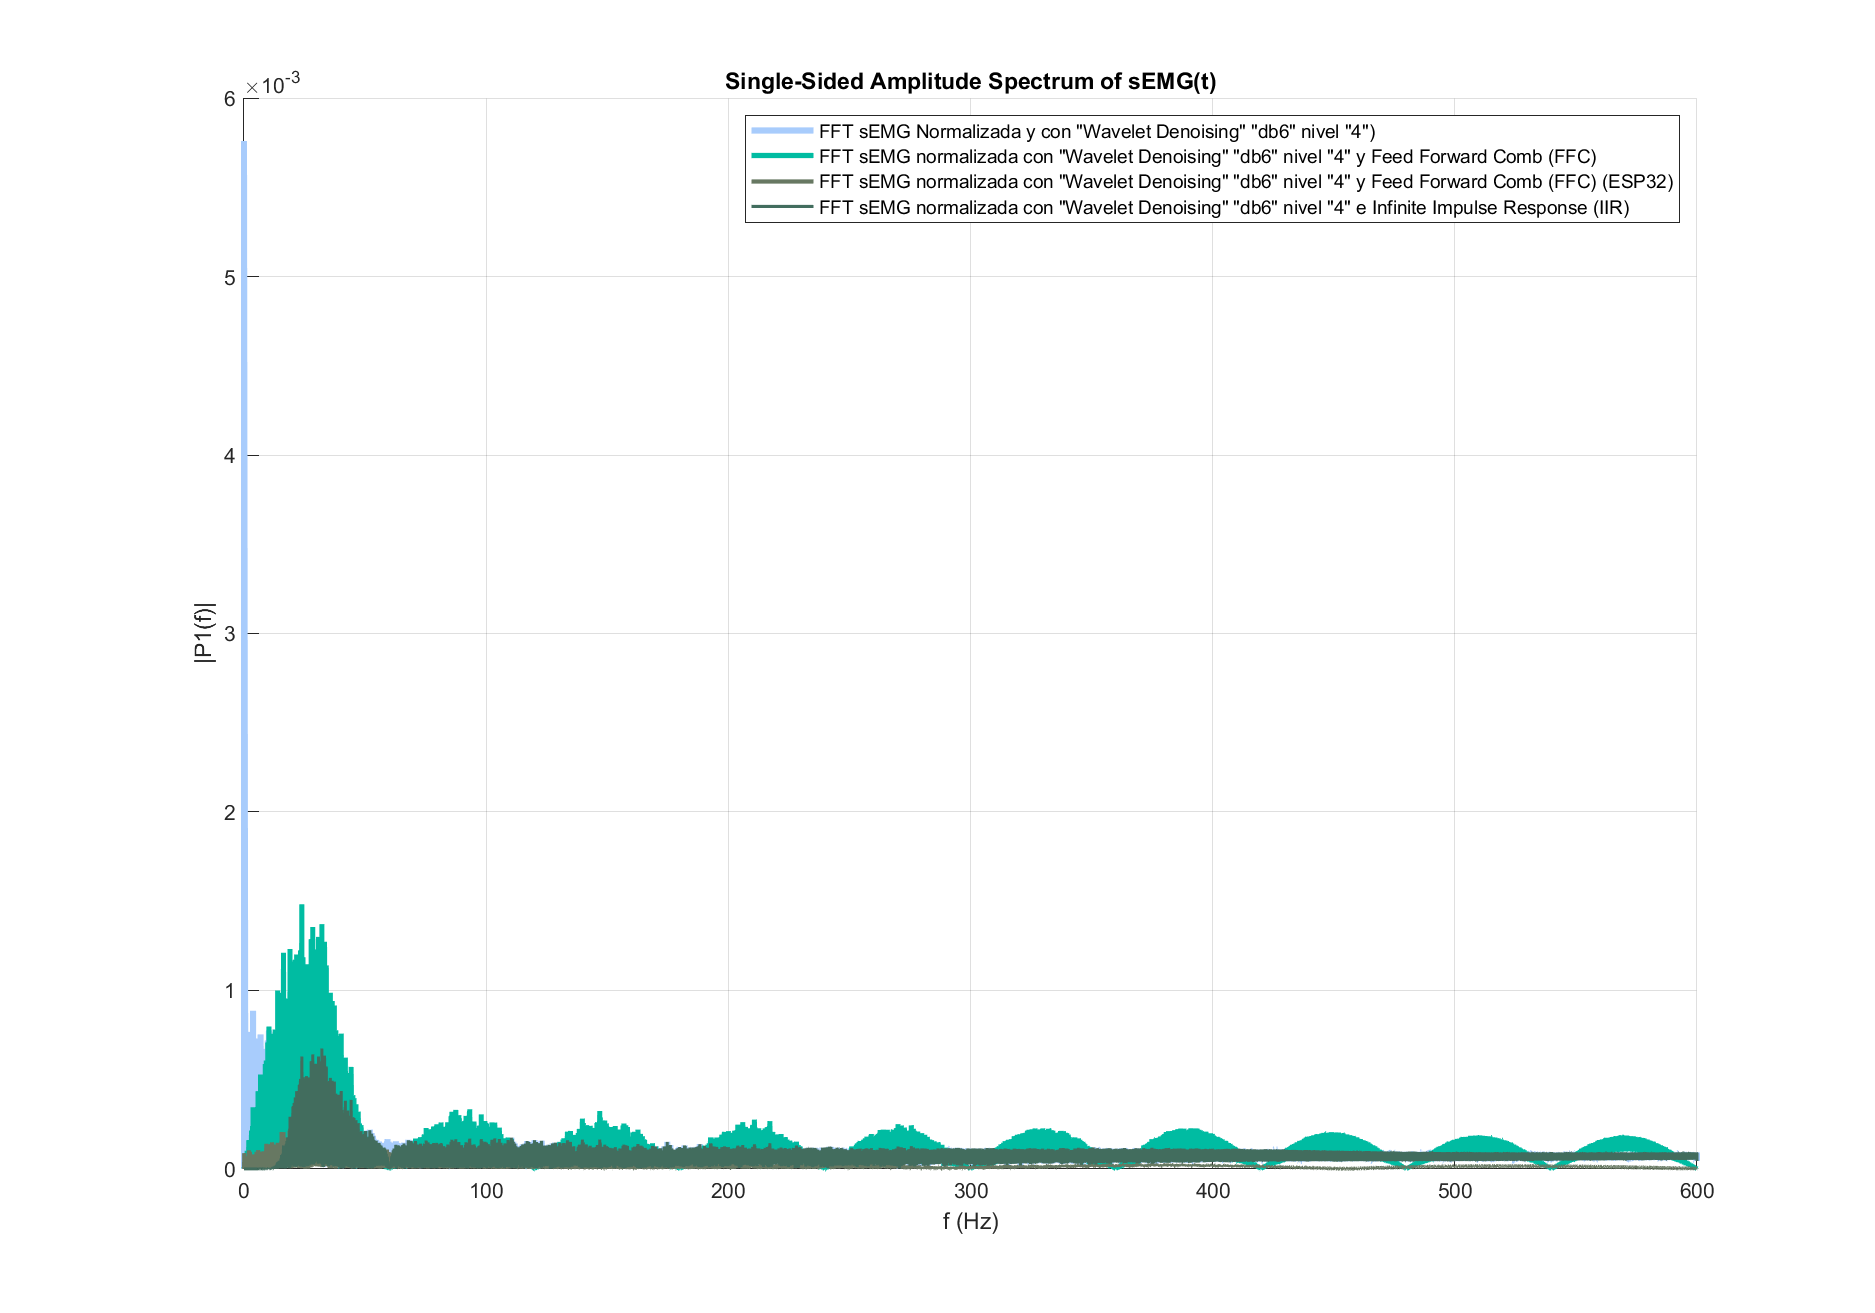 Single-Sided Amplitude Spectrum of sEMG(t)
×10-3
FFT sEMG Normalizada y con "Wavelet Denoising" "db6" nivel "4")
FFT sEMG normalizada con "Wavelet Denoising" "db6" nivel "4" y Feed Forward Comb (FFC)
FFT sEMG normalizada con "Wavelet Denoising" "db6" nivel "4" y Feed Forward Comb (FFC) (ESP32)
FFT sEMG normalizada con "Wavelet Denoising" "db6" nivel "4" e Infinite Impulse Response (IIR)
6
5
4
3
2
1
0
|P1(f)|
0 100 200 300 400 500 600
f (Hz)